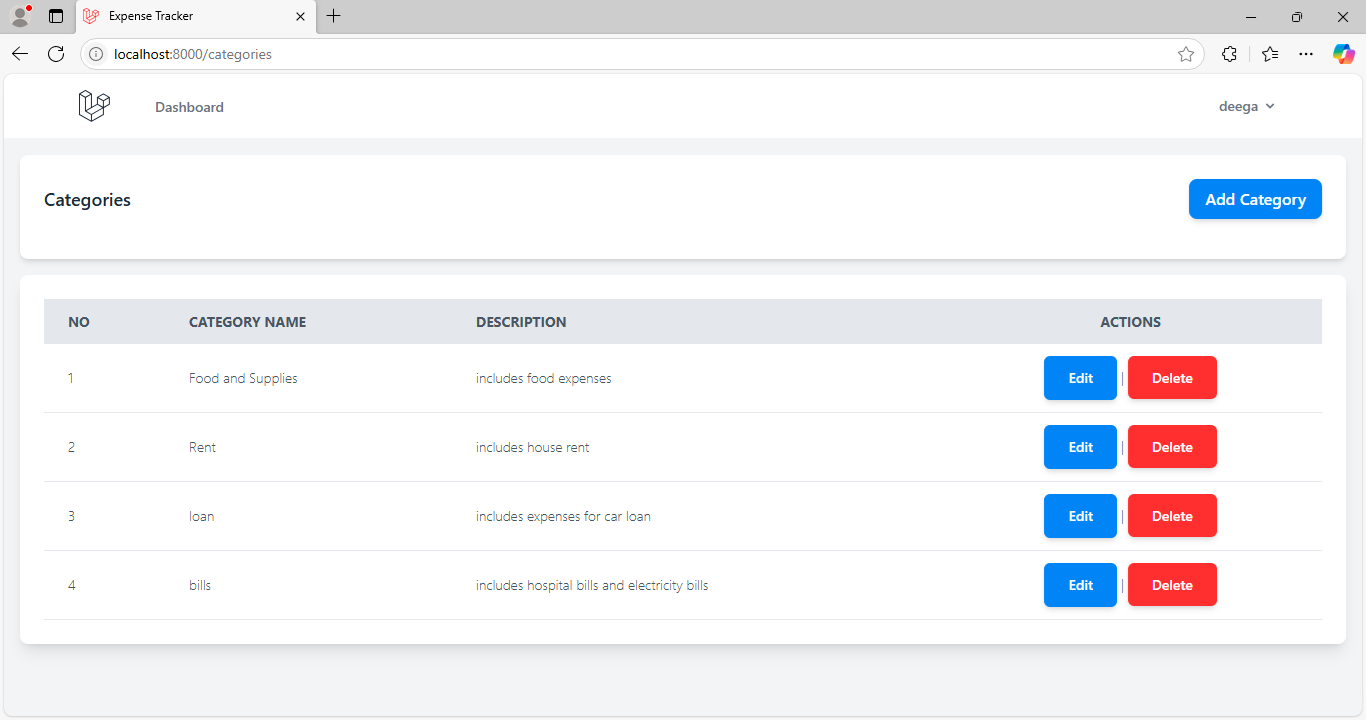 Expense Tracker
localhost:8000/categories
Dashboard deega
Categories Add Category
NO CATEGORY NAME DESCRIPTION ACTIONS
1 Food and Supplies includes food expenses Edit | Delete
2 Rent includes house rent Edit | Delete
3 loan includes expenses for car loan Edit | Delete
4 bills includes hospital bills and electricity bills Edit | Delete